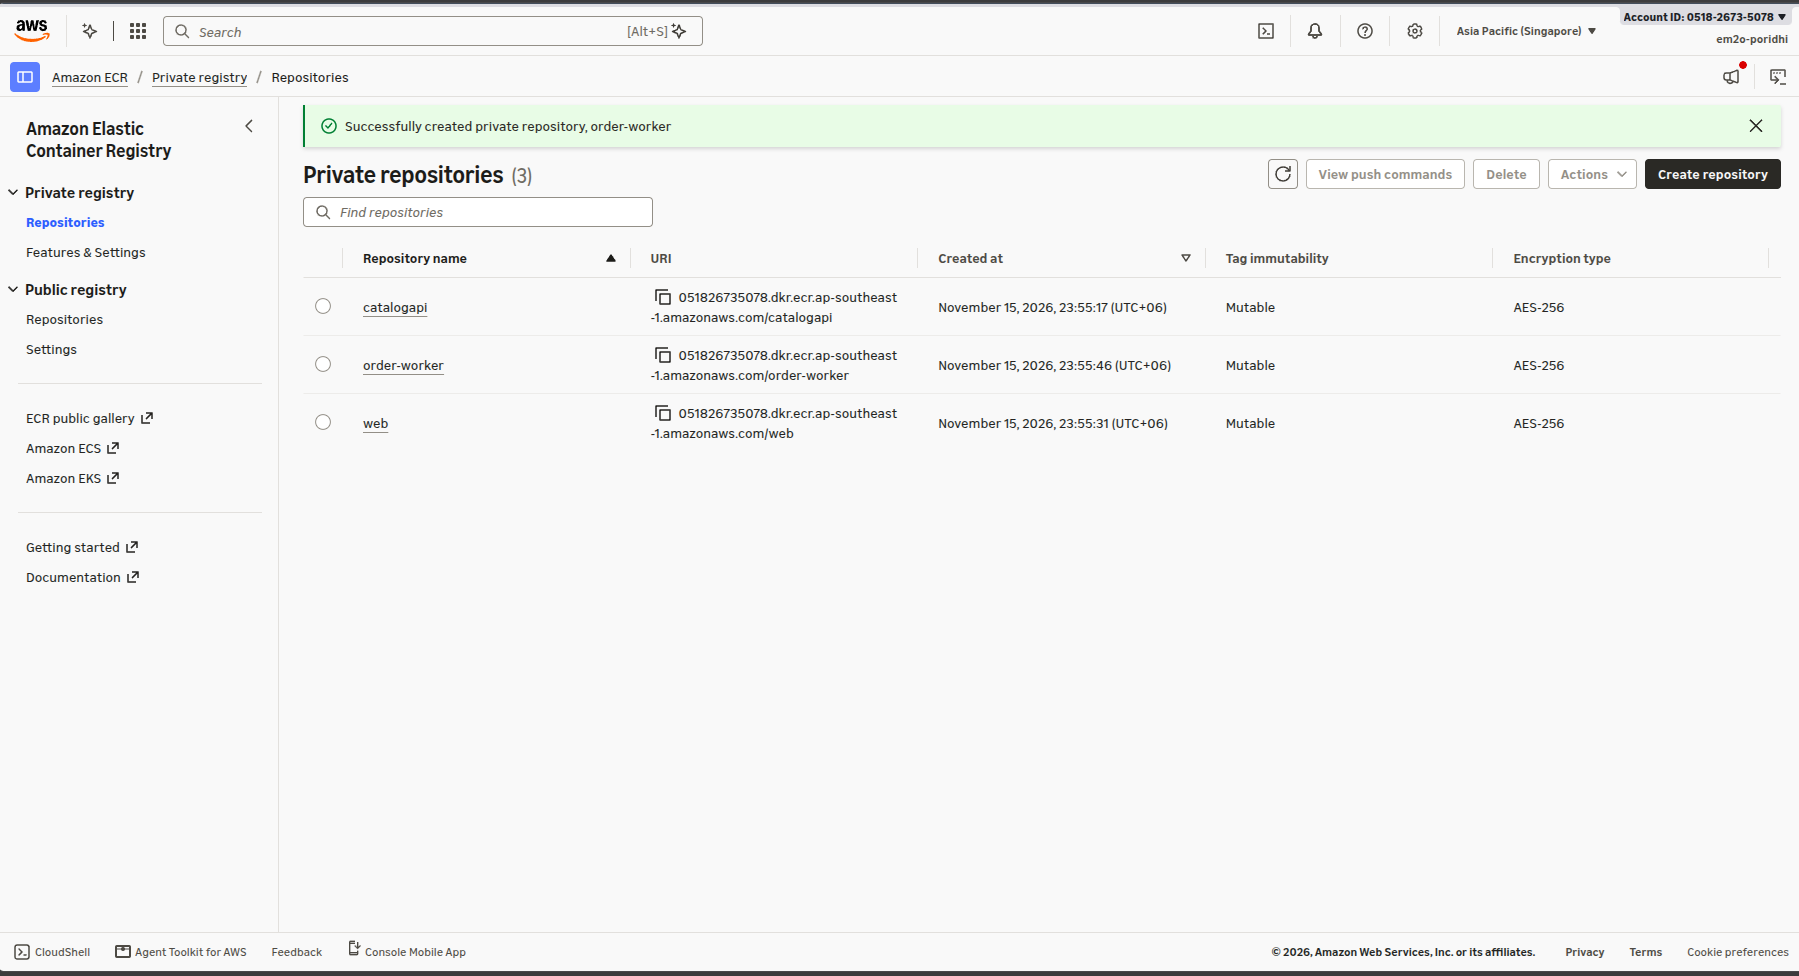 aws
Search
[Alt+S]
Asia Pacific (Singapore)
Account ID: 0518-2673-5078
em2o-poridhi
Amazon ECR / Private registry / Repositories
Amazon Elastic
Container Registry
Private registry
Repositories
Features & Settings
Public registry
Repositories
Settings
ECR public gallery
Amazon ECS
Amazon EKS
Getting started
Documentation
Successfully created private repository, order-worker
Private repositories (3)
View push commands
Delete
Actions
Create repository
Find repositories
Repository name URI Created at Tag immutability Encryption type
catalogapi 051826735078.dkr.ecr.ap-southeast November 15, 2026, 23:55:17 (UTC+06) Mutable AES-256
-1.amazonaws.com/catalogapi
order-worker 051826735078.dkr.ecr.ap-southeast November 15, 2026, 23:55:46 (UTC+06) Mutable AES-256
-1.amazonaws.com/order-worker
web 051826735078.dkr.ecr.ap-southeast November 15, 2026, 23:55:31 (UTC+06) Mutable AES-256
-1.amazonaws.com/web
CloudShell
Agent Toolkit for AWS
Feedback
Console Mobile App
© 2026, Amazon Web Services, Inc. or its affiliates.
Privacy
Terms
Cookie preferences